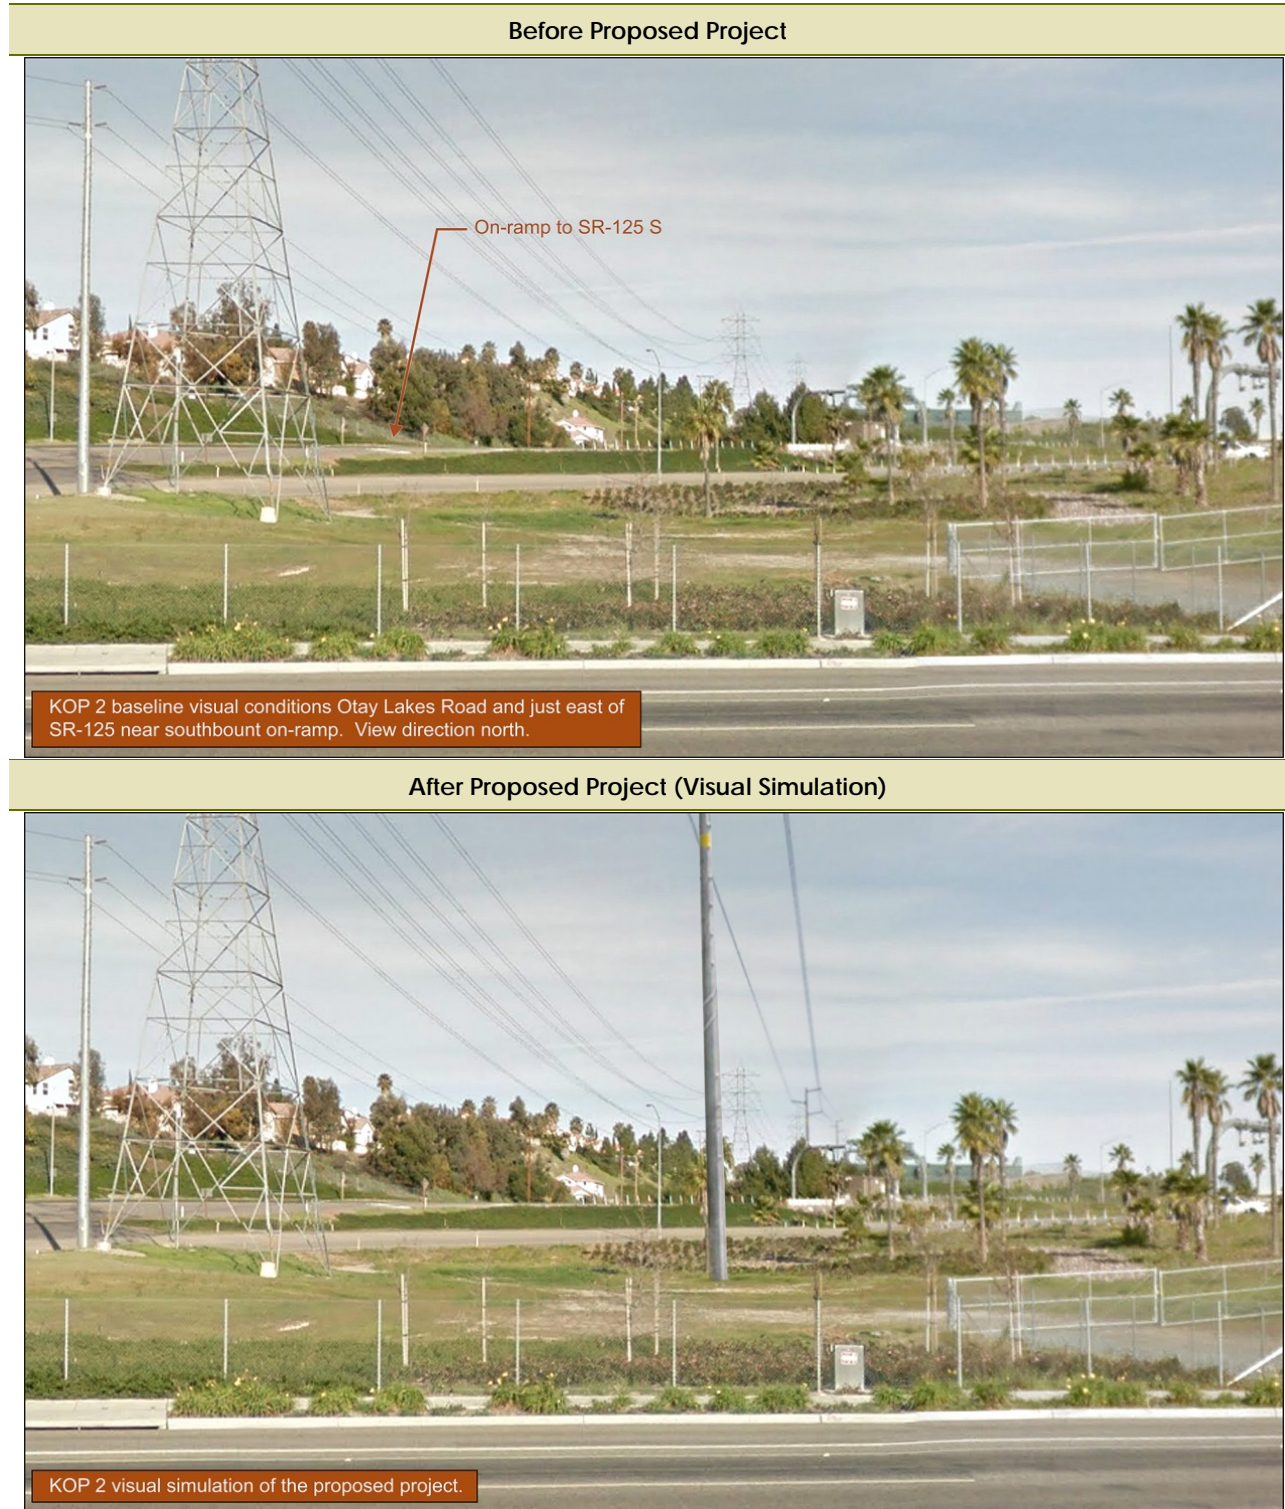 Before Proposed Project
On-ramp to SR-125 S
KOP 2 baseline visual conditions Otay Lakes Road and just east of
SR-125 near southbount on-ramp.  View direction north.
After Proposed Project (Visual Simulation)
KOP 2 visual simulation of the proposed project.